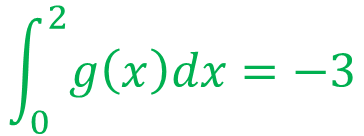 ∫₀² g(x)dx = −3